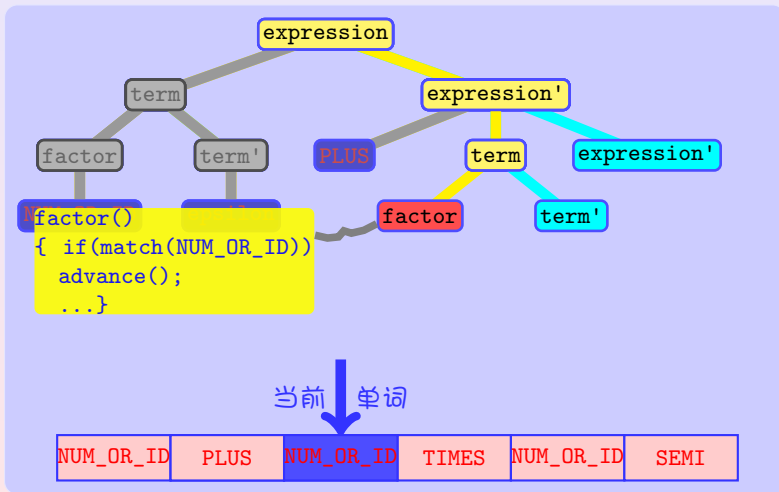 expression
term expression'
factor term' PLUS term expression'
factor term'
factor()
{ if(match(NUM_OR_ID))
advance();
...}
当前 单词
NUM_OR_ID PLUS NUM_OR_ID TIMES NUM_OR_ID SEMI